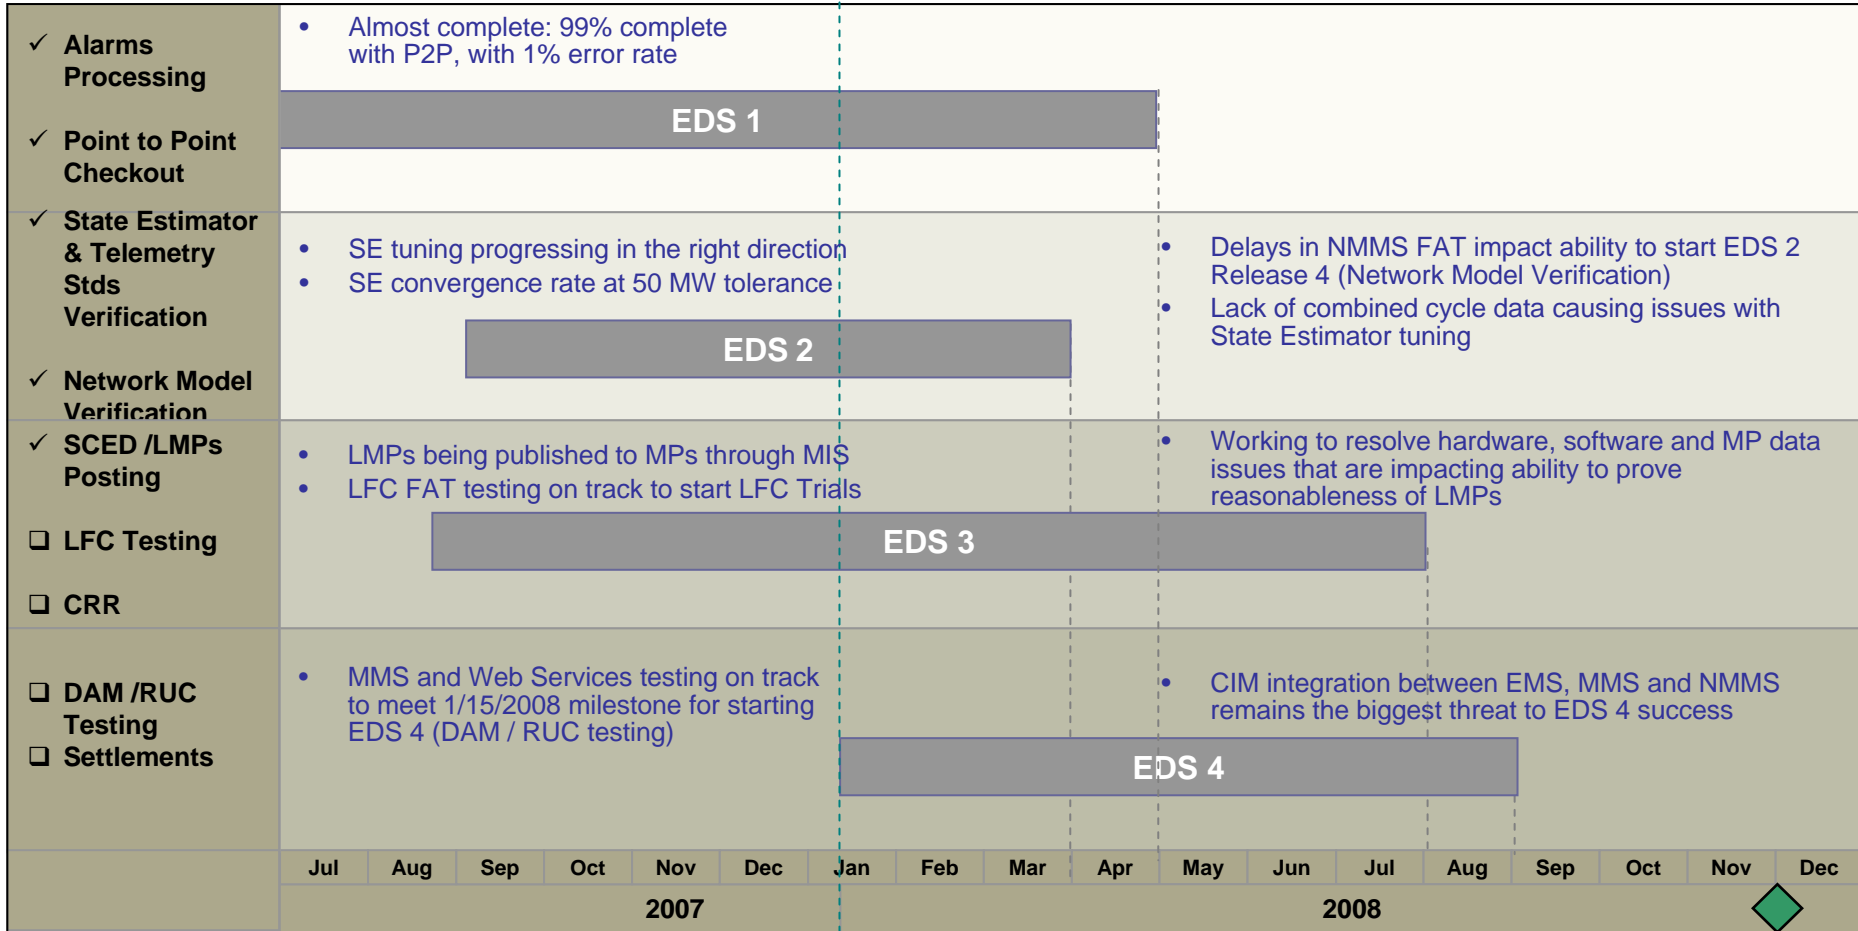 ✓ Alarms
Processing
✓ Point to Point
Checkout
• Almost complete: 99% complete
with P2P, with 1% error rate
EDS 1
✓ State Estimator
& Telemetry
Stds
Verification
✓ Network Model
Verification
• SE tuning progressing in the right direction
• SE convergence rate at 50 MW tolerance
• Delays in NMMS FAT impact ability to start EDS 2
Release 4 (Network Model Verification)
• Lack of combined cycle data causing issues with
State Estimator tuning
EDS 2
✓ SCED /LMPs
Posting
❑ LFC Testing
❑ CRR
• LMPs being published to MPs through MIS
• LFC FAT testing on track to start LFC Trials
• Working to resolve hardware, software and MP data
issues that are impacting ability to prove
reasonableness of LMPs
EDS 3
❑ DAM /RUC
Testing
❑ Settlements
• MMS and Web Services testing on track
to meet 1/15/2008 milestone for starting
EDS 4 (DAM / RUC testing)
• CIM integration between EMS, MMS and NMMS
remains the biggest threat to EDS 4 success
EDS 4
Jul Aug Sep Oct Nov Dec Jan Feb Mar Apr May Jun Jul Aug Sep Oct Nov Dec
2007 2008